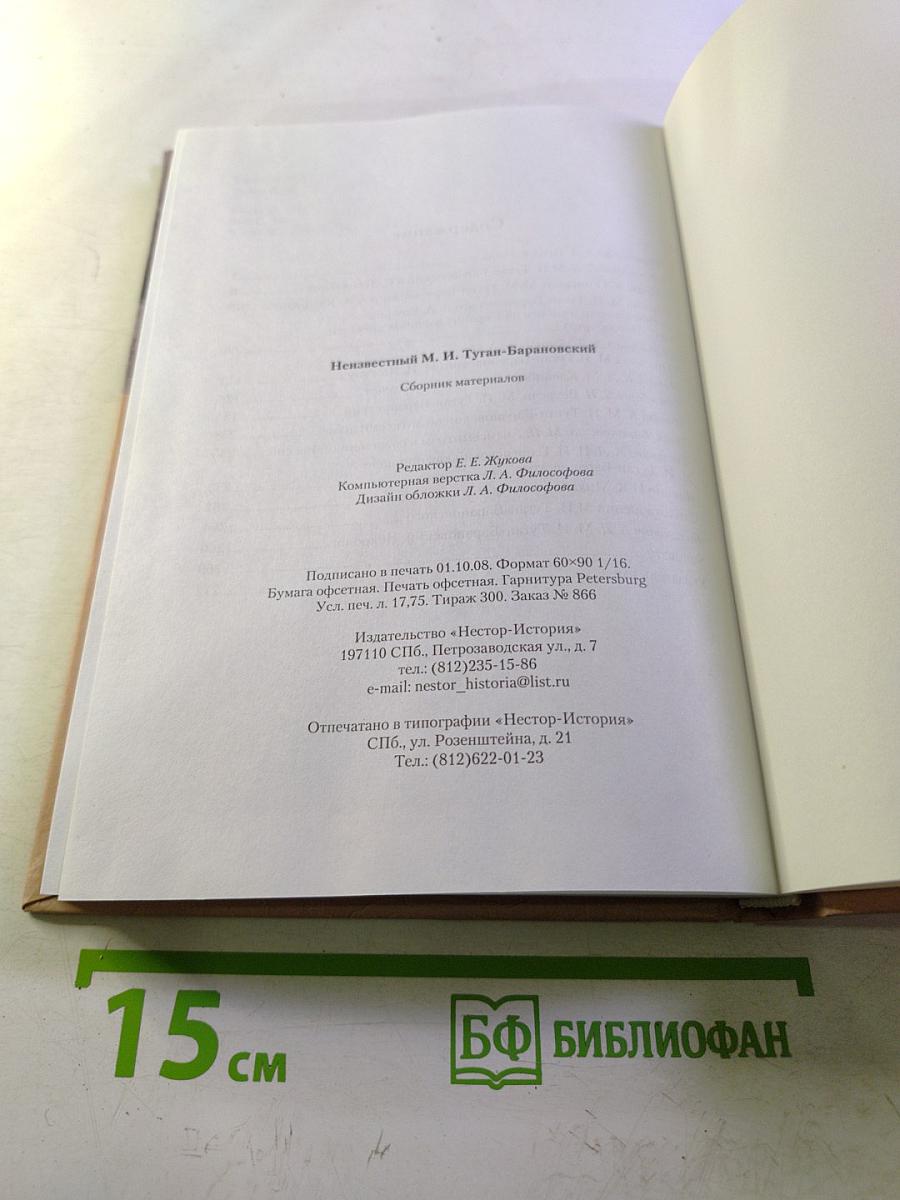 Неизвестный М. И. Туган-Барановский
Сборник материалов
Редактор Е. Е. Жукова
Компьютерная верстка Л. А. Философова
Дизайн обложки Л. А. Философова
Подписано в печать 01.10.08. Формат 60×90 1/16.
Бумага офсетная. Печать офсетная. Гарнитура Petersburg
Усл. печ. л. 17,75. Тираж 300. Заказ № 866
Издательство «Нестор-История»
197110 СПб., Петрозаводская ул., д. 7
тел.: (812)235-15-86
e-mail: nestor_historia@list.ru
Отпечатано в типографии «Нестор-История»
СПб., ул. Розенштейна, д. 21
Тел.: (812)622-01-23
15 см
БФ БИБЛИОФАН